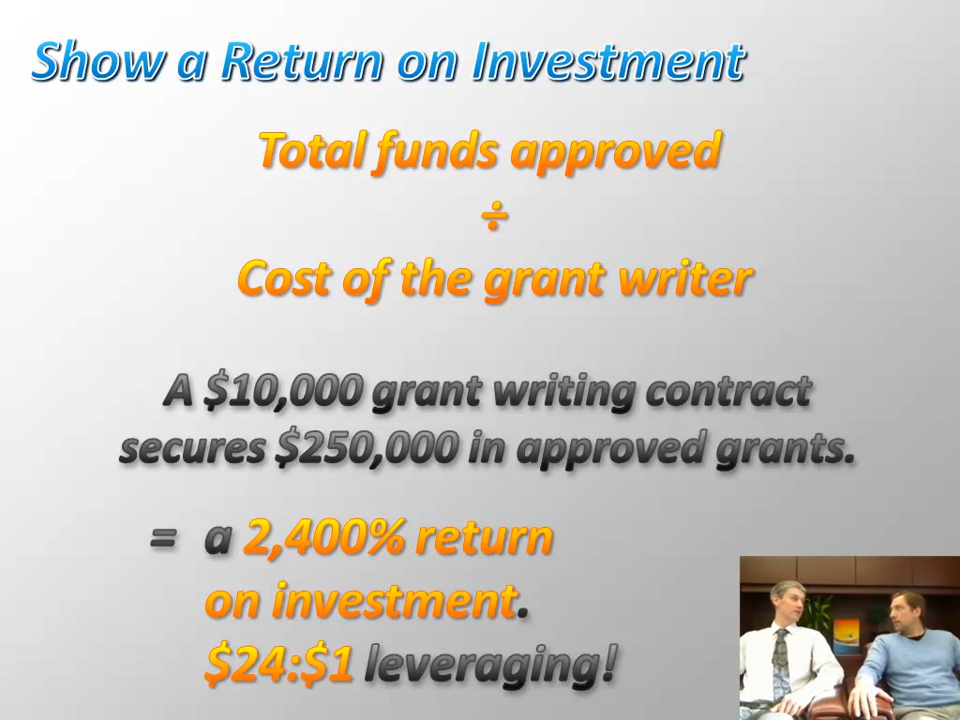 Show a Return on Investment
Total funds approved
÷
Cost of the grant writer
A $10,000 grant writing contract
secures $250,000 in approved grants.
= a 2,400% return
on investment.
$24:$1 leveraging!